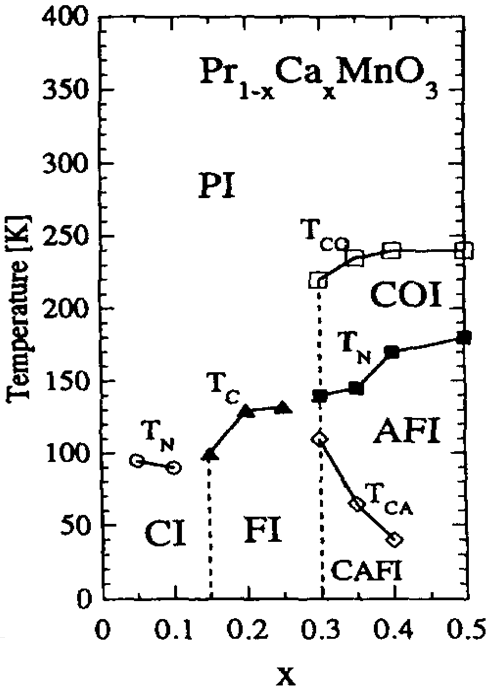 400
350
300
250
200
150
100
50
0
Temperature [K]
Pr1-xCaxMnO3
PI
TCO
COI
TN
TC
AFI
TN
TCA
CI
FI
CAFI
0
0.1
0.2
0.3
0.4
0.5
x